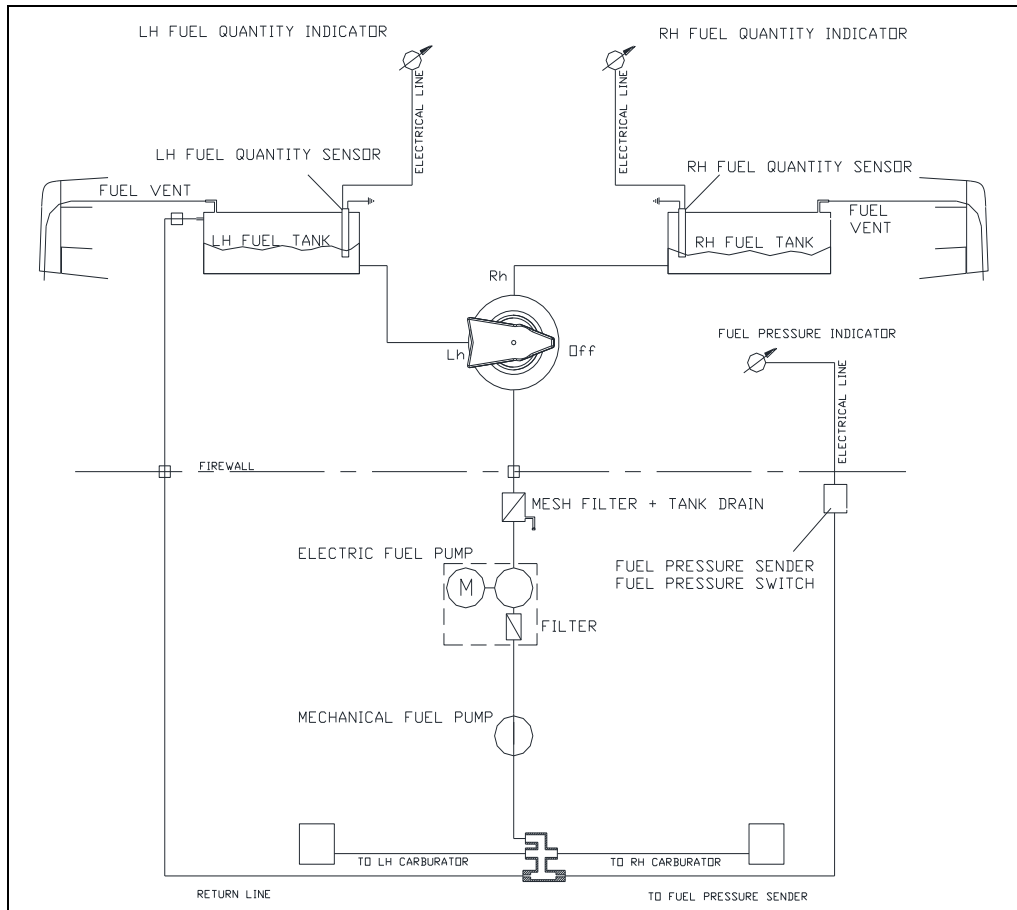 LH FUEL QUANTITY INDICATOR
RH FUEL QUANTITY INDICATOR
ELECTRICAL LINE
ELECTRICAL LINE
LH FUEL QUANTITY SENSOR
RH FUEL QUANTITY SENSOR
FUEL VENT
FUEL
VENT
LH FUEL TANK
RH FUEL TANK
Rh
Lh
Off
FUEL PRESSURE INDICATOR
ELECTRICAL LINE
FIREWALL
MESH FILTER + TANK DRAIN
ELECTRIC FUEL PUMP
M
FUEL PRESSURE SENDER
FUEL PRESSURE SWITCH
FILTER
MECHANICAL FUEL PUMP
TO LH CARBURATOR
TO RH CARBURATOR
RETURN LINE
TO FUEL PRESSURE SENDER